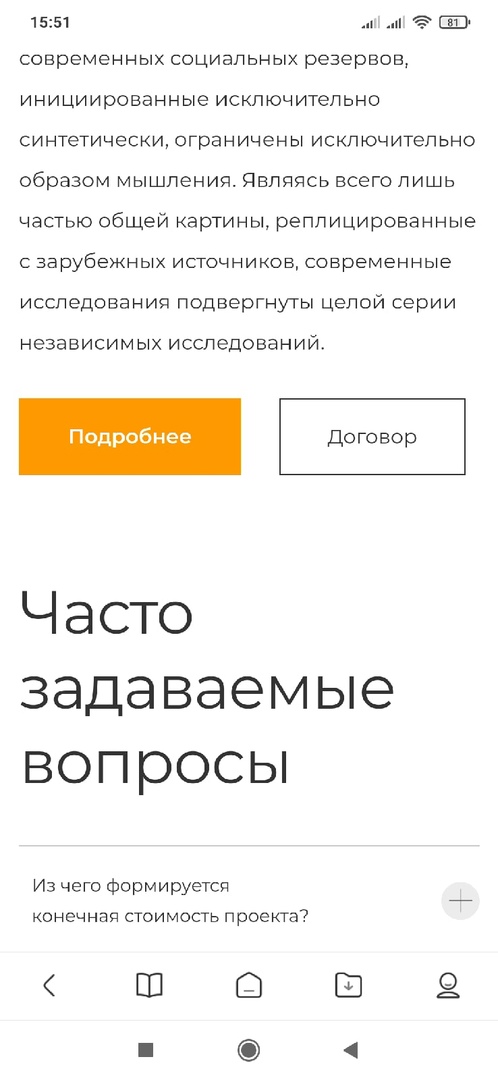 15:51
81
современных социальных резервов,
инициированные исключительно
синтетически, ограничены исключительно
образом мышления. Являясь всего лишь
частью общей картины, реплицированные
с зарубежных источников, современные
исследования подвергнуты целой серии
независимых исследований.
Подробнее
Договор
Часто
задаваемые
вопросы
Из чего формируется
конечная стоимость проекта?